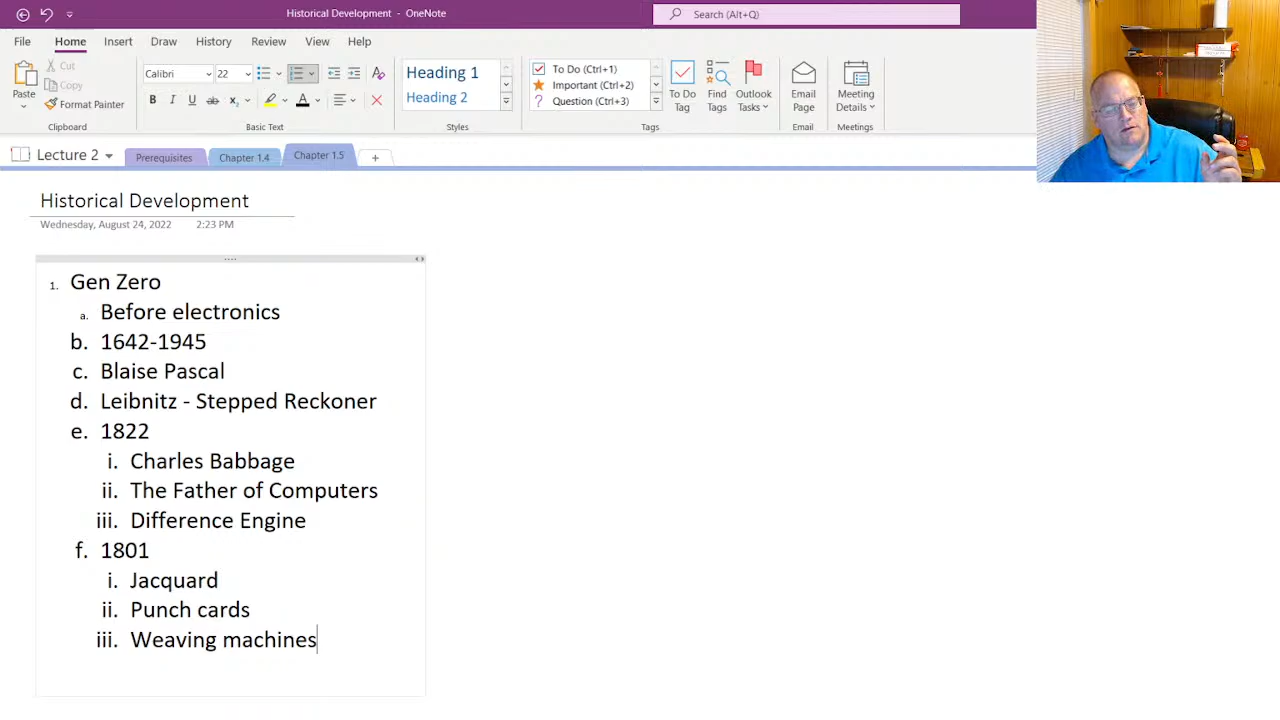 Historical Development - OneNote
Search (Alt+Q)
File Home Insert Draw History Review View Help
Paste
Cut
Copy
Format Painter
Clipboard
Calibri 22
B I U ab x₂ A
Basic Text
Heading 1
Heading 2
Styles
To Do (Ctrl+1)
Important (Ctrl+2)
? Question (Ctrl+3)
Tags
To Do Tag
Find Tags
Outlook Tasks
Email Page
Email
Meeting Details
Meetings
Lecture 2 Prerequisites Chapter 1.4 Chapter 1.5 +
Historical Development
Wednesday, August 24, 2022 2:23 PM
1. Gen Zero
a. Before electronics
b. 1642-1945
c. Blaise Pascal
d. Leibnitz - Stepped Reckoner
e. 1822
i. Charles Babbage
ii. The Father of Computers
iii. Difference Engine
f. 1801
i. Jacquard
ii. Punch cards
iii. Weaving machines